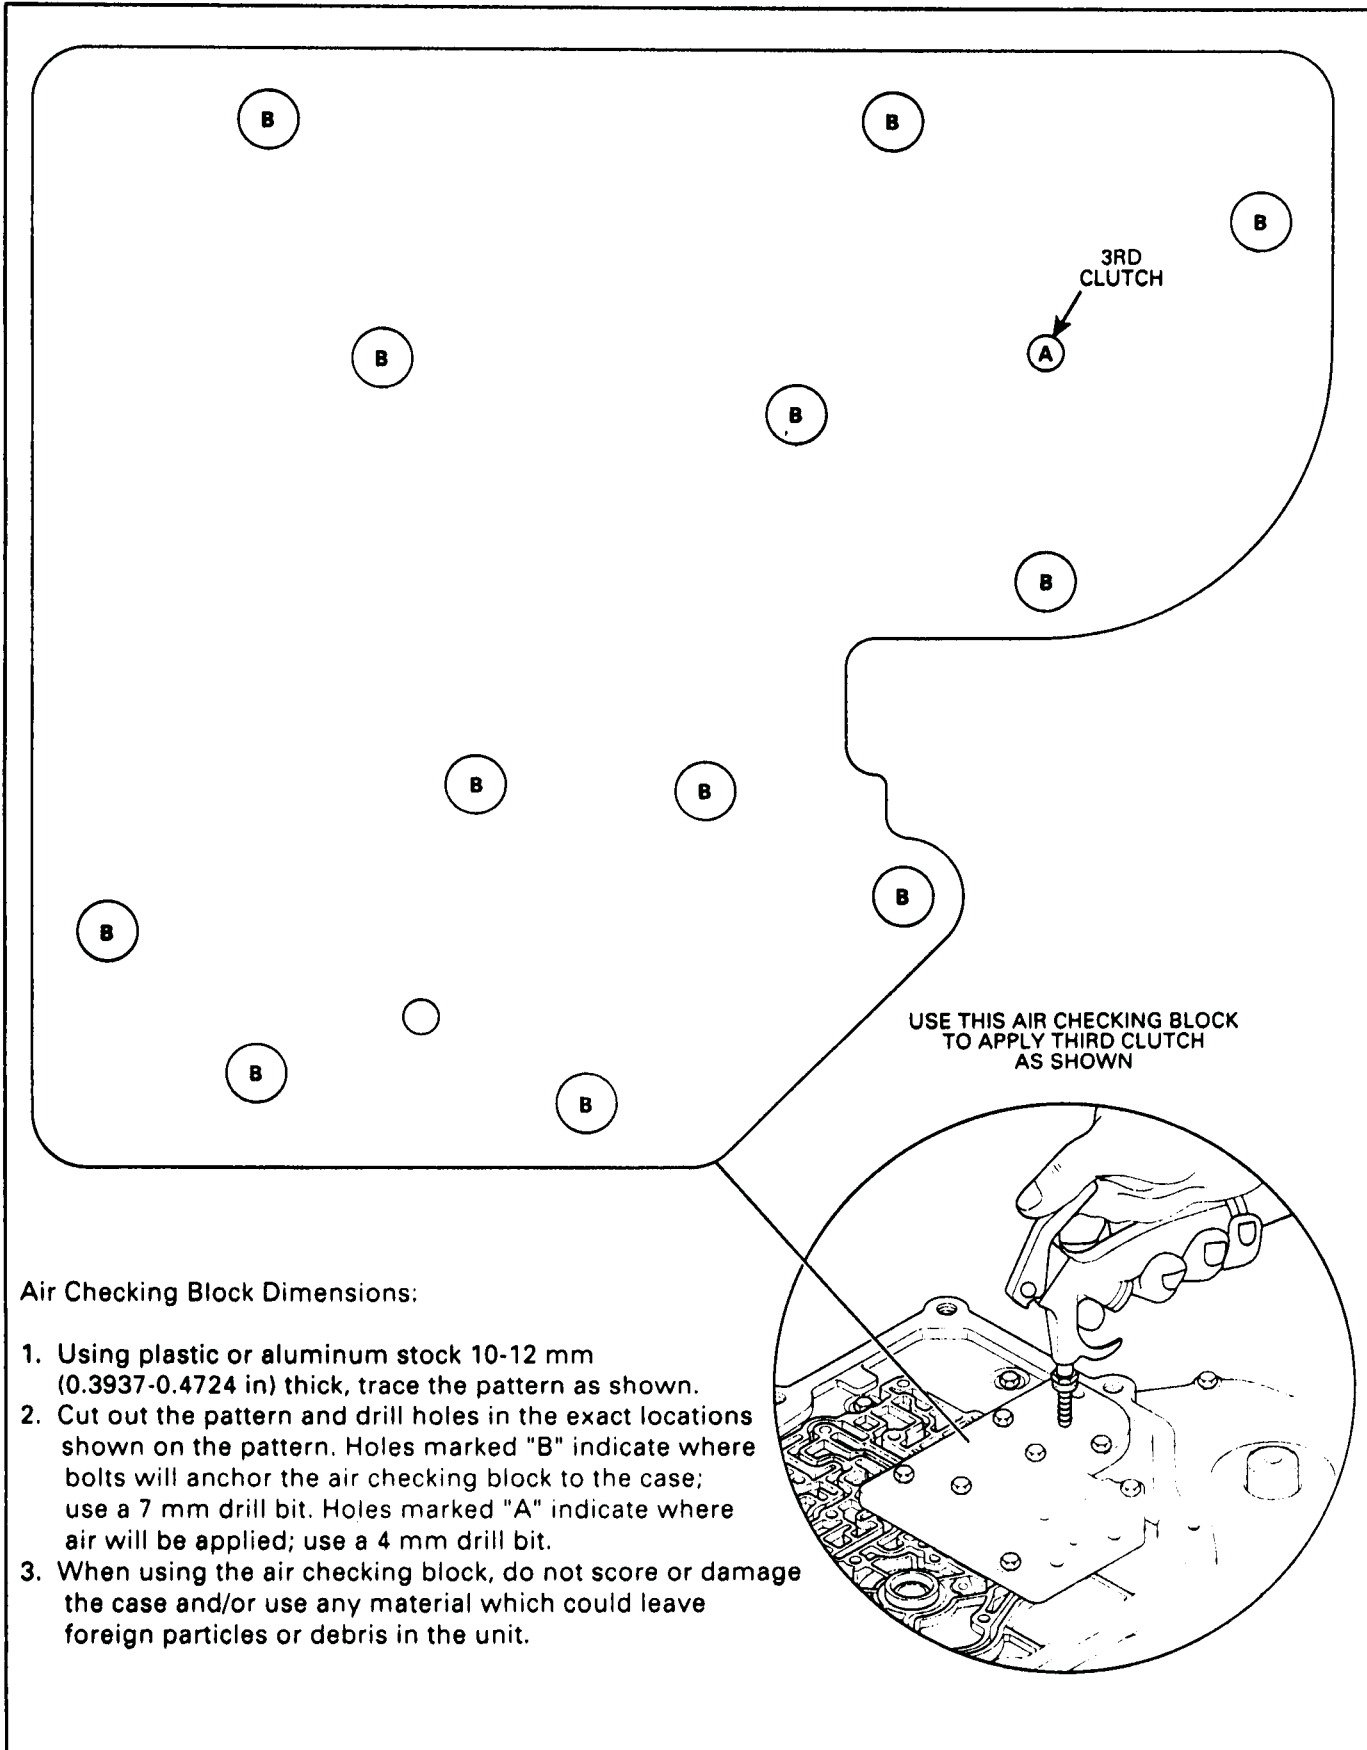 B
B
B
3RD
CLUTCH
A
B
B
B
B
B
B
B
B
B
USE THIS AIR CHECKING BLOCK
TO APPLY THIRD CLUTCH
AS SHOWN
Air Checking Block Dimensions:
1. Using plastic or aluminum stock 10-12 mm
(0.3937-0.4724 in) thick, trace the pattern as shown.
2. Cut out the pattern and drill holes in the exact locations
shown on the pattern. Holes marked "B" indicate where
bolts will anchor the air checking block to the case;
use a 7 mm drill bit. Holes marked "A" indicate where
air will be applied; use a 4 mm drill bit.
3. When using the air checking block, do not score or damage
the case and/or use any material which could leave
foreign particles or debris in the unit.